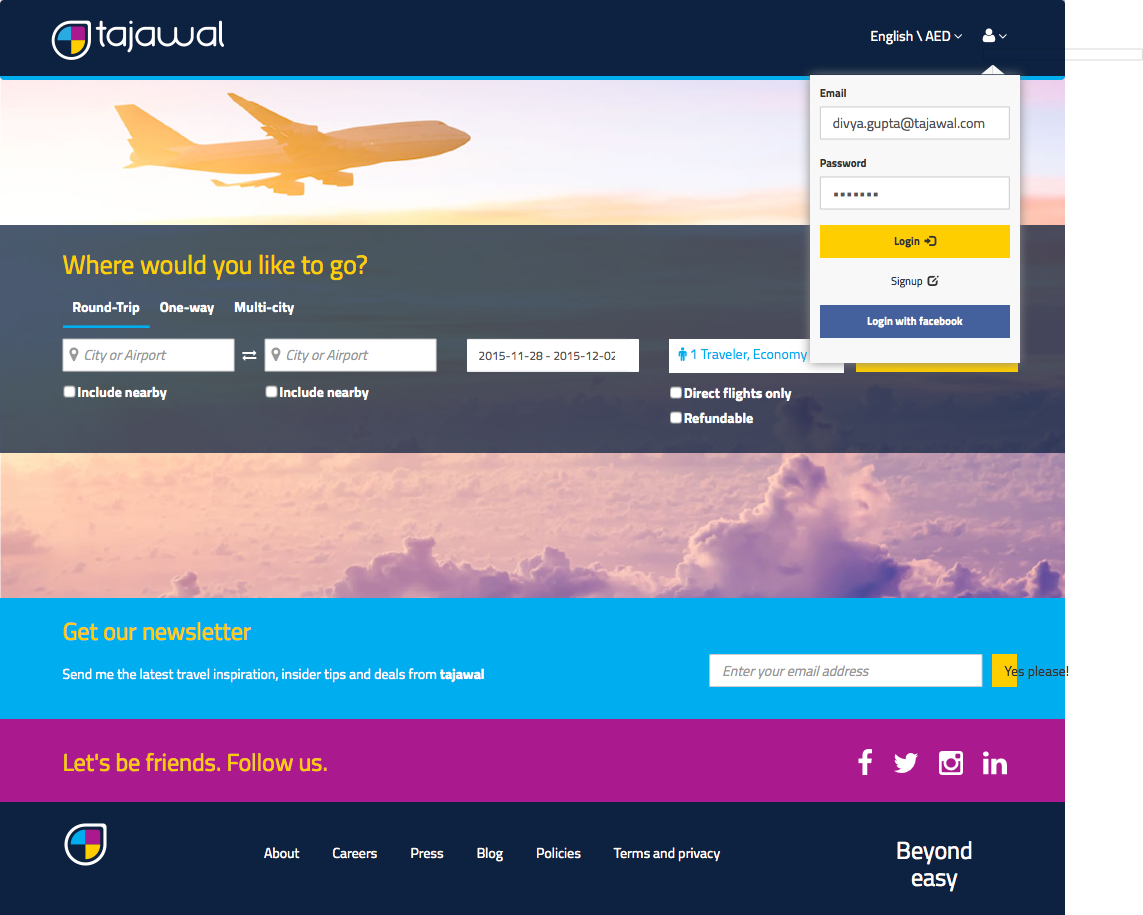 tajawal
English \ AED
Email
divya.gupta@tajawal.com
Password
Login
Signup
Login with facebook
Where would you like to go?
Round-Trip One-way Multi-city
City or Airport City or Airport 2015-11-28 - 2015-12-02 1 Traveler, Economy
Include nearby Include nearby Direct flights only
Refundable
Get our newsletter
Send me the latest travel inspiration, insider tips and deals from tajawal
Enter your email address Yes please!
Let's be friends. Follow us.
About Careers Press Blog Policies Terms and privacy
Beyond
easy